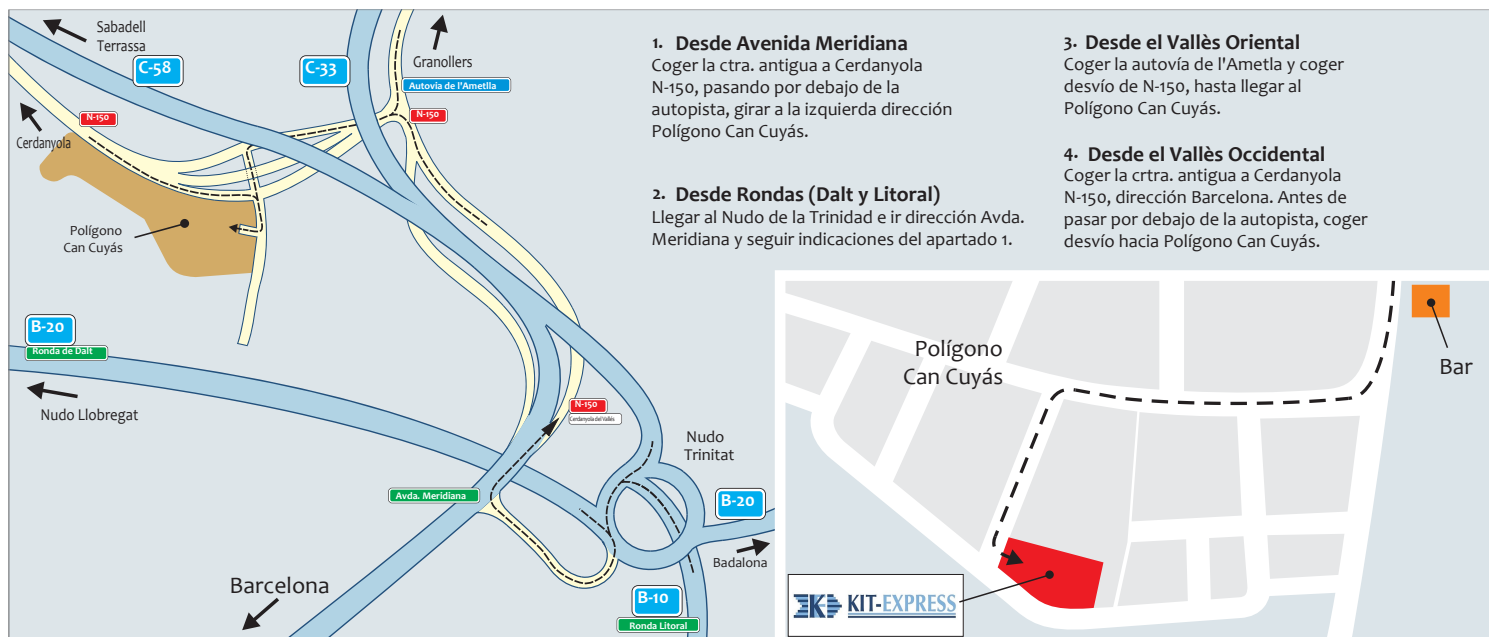 Sabadell
Terrassa
C-58
C-33
Granollers
Autovía de l'Ametlla
N-150
N-150
Cerdanyola
Polígono
Can Cuyás
B-20
Ronda de Dalt
Nudo Llobregat
N-150
Cerdanyola del Vallés
Nudo
Trinitat
Avda. Meridiana
B-20
Badalona
Barcelona
B-10
Ronda Litoral
1. Desde Avenida Meridiana
Coger la ctra. antigua a Cerdanyola
N-150, pasando por debajo de la
autopista, girar a la izquierda dirección
Polígono Can Cuyás.
2. Desde Rondas (Dalt y Litoral)
Llegar al Nudo de la Trinidad e ir dirección Avda.
Meridiana y seguir indicaciones del apartado 1.
3. Desde el Vallès Oriental
Coger la autovía de l'Ametla y coger
desvío de N-150, hasta llegar al
Polígono Can Cuyás.
4. Desde el Vallès Occidental
Coger la crtra. antigua a Cerdanyola
N-150, dirección Barcelona. Antes de
pasar por debajo de la autopista, coger
desvío hacia Polígono Can Cuyás.
Polígono
Can Cuyás
Bar
KIT-EXPRESS